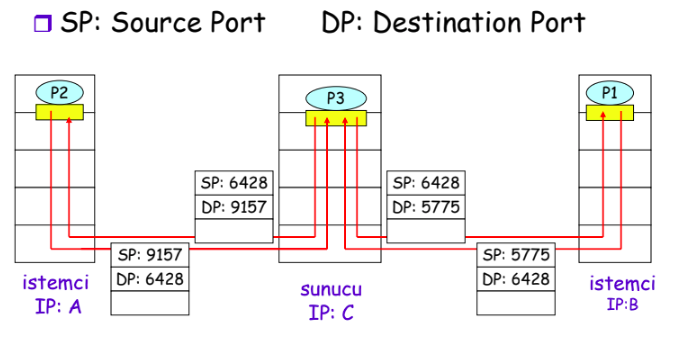 SP: Source Port DP: Destination Port
P2
P3
P1
SP: 6428
DP: 9157
SP: 6428
DP: 5775
SP: 9157
DP: 6428
SP: 5775
DP: 6428
istemci
IP: A
sunucu
IP: C
istemci
IP:B